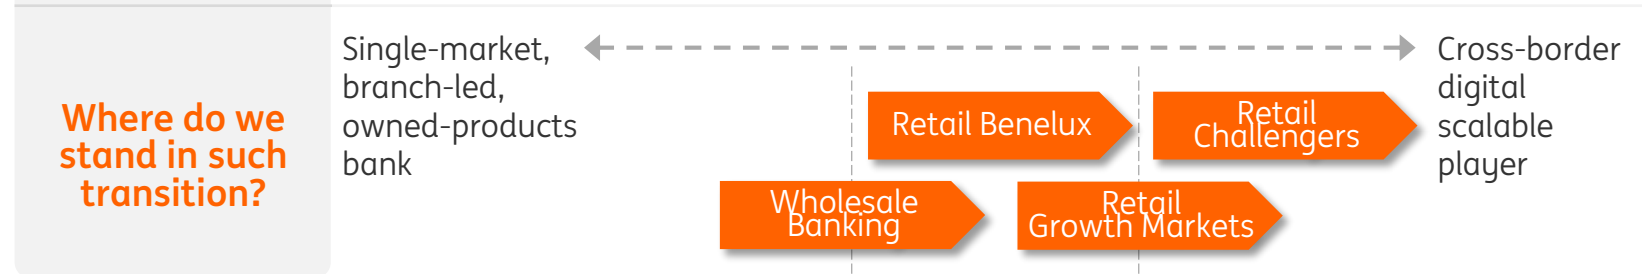 Where do we
stand in such
transition?
Single-market,
branch-led,
owned-products
bank
Cross-border
digital
scalable
player
Retail Benelux
Retail
Challengers
Wholesale
Banking
Retail
Growth Markets